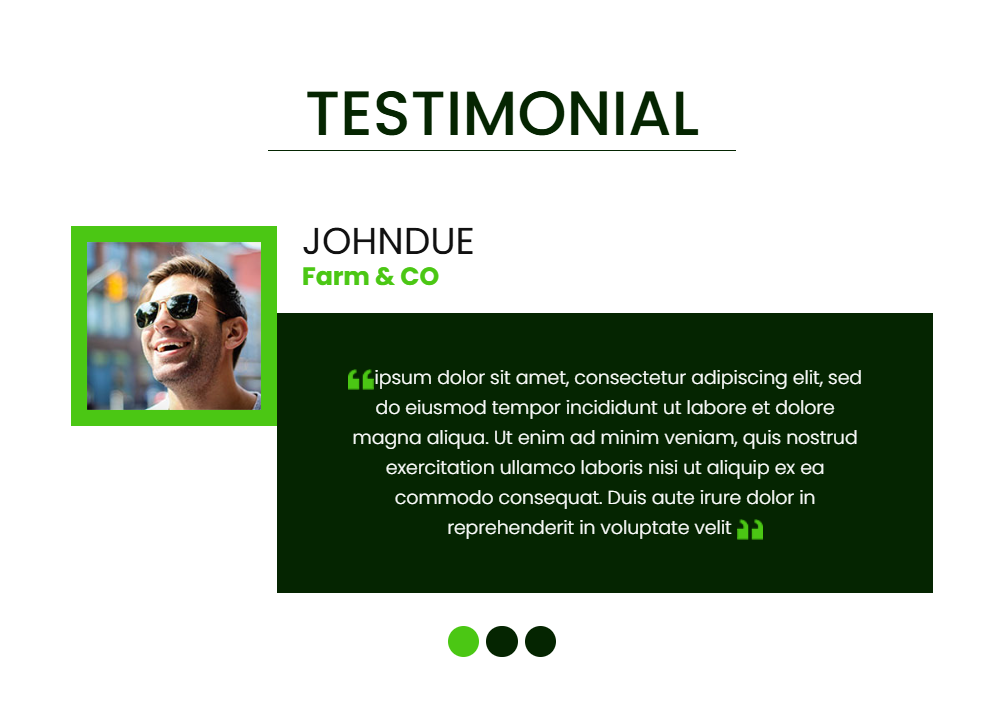 TESTIMONIAL
JOHNDUE
Farm & CO
❝ipsum dolor sit amet, consectetur adipiscing elit, sed
do eiusmod tempor incididunt ut labore et dolore
magna aliqua. Ut enim ad minim veniam, quis nostrud
exercitation ullamco laboris nisi ut aliquip ex ea
commodo consequat. Duis aute irure dolor in
reprehenderit in voluptate velit ❞